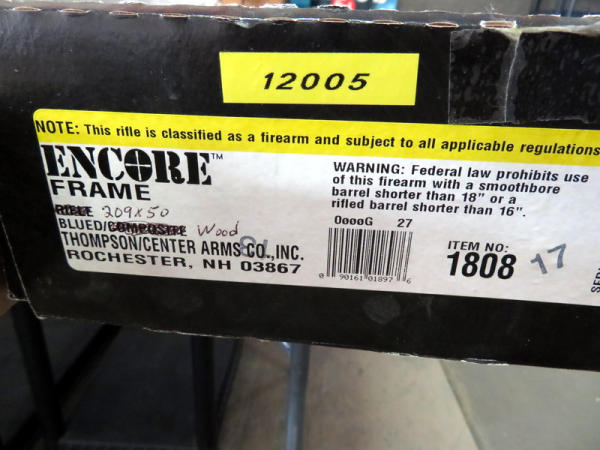 12005
NOTE: This rifle is classified as a firearm and subject to all applicable regulations
ENCORE™
FRAME
RIFLE 209x50
BLUED/COMPOSITE Wood
THOMPSON/CENTER ARMS CO., INC.
ROCHESTER, NH 03867
WARNING: Federal law prohibits use
of this firearm with a smoothbore
barrel shorter than 18" or a
rifled barrel shorter than 16".
0000G 27
0 90161 01897 6
ITEM NO:
1808 17